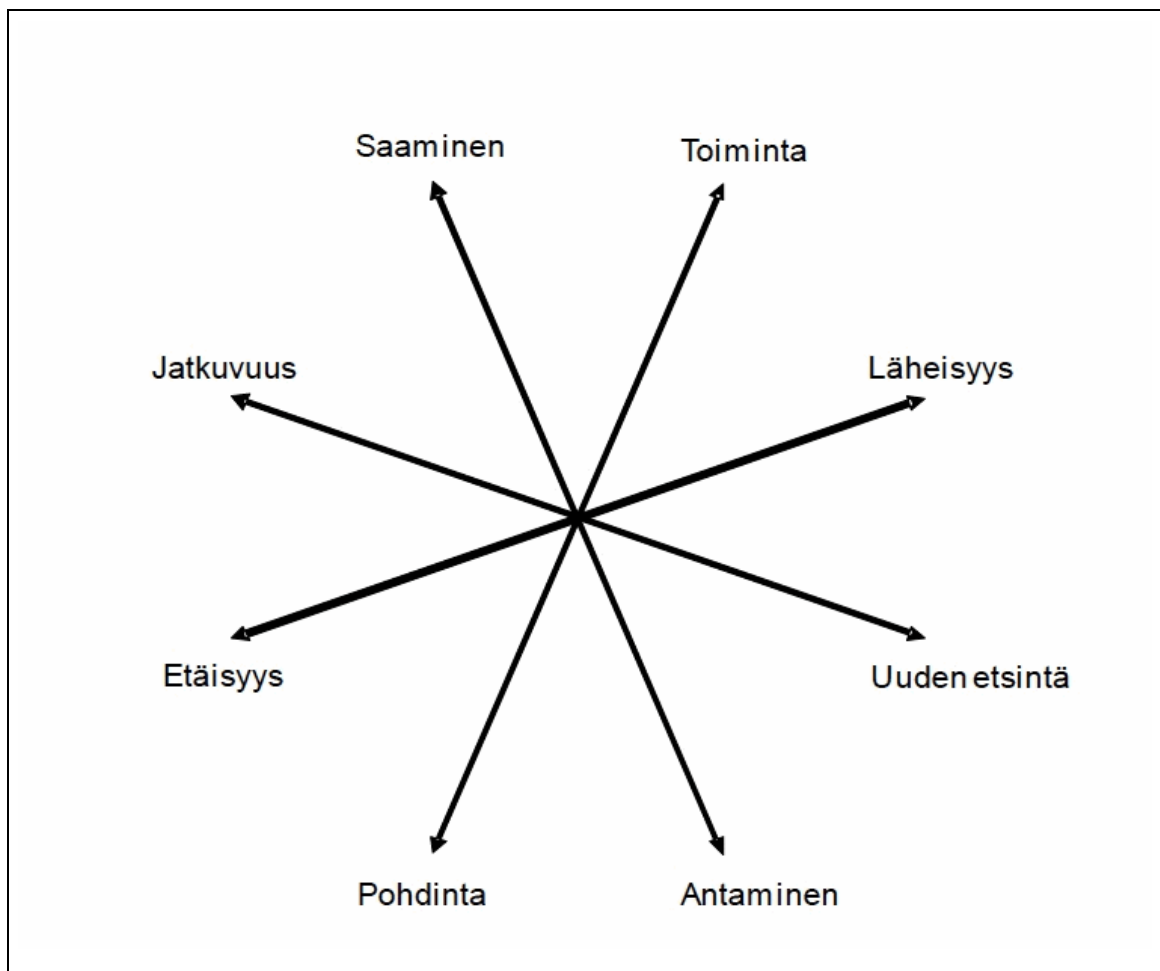 Saaminen
Toiminta
Jatkuvuus
Läheisyys
Etäisyys
Uuden etsintä
Pohdinta
Antaminen